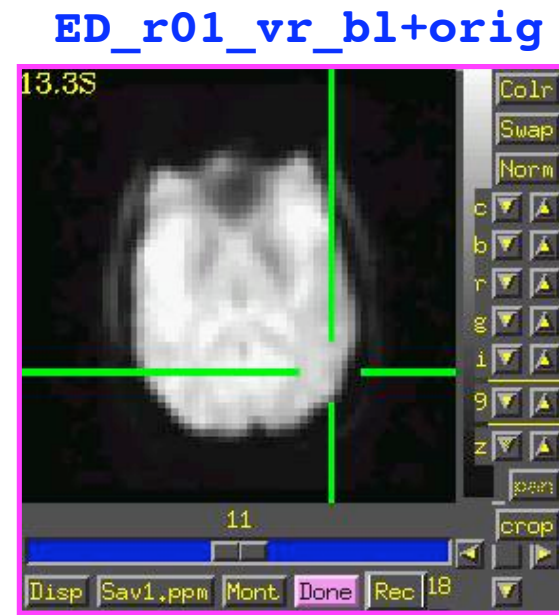 ED_r01_vr_bl+orig
13.3S
Colr
Swap
Norm
c
b
r
g
i
9
z
pan
crop
11
Disp Sav1.ppm Mont Done Rec 18